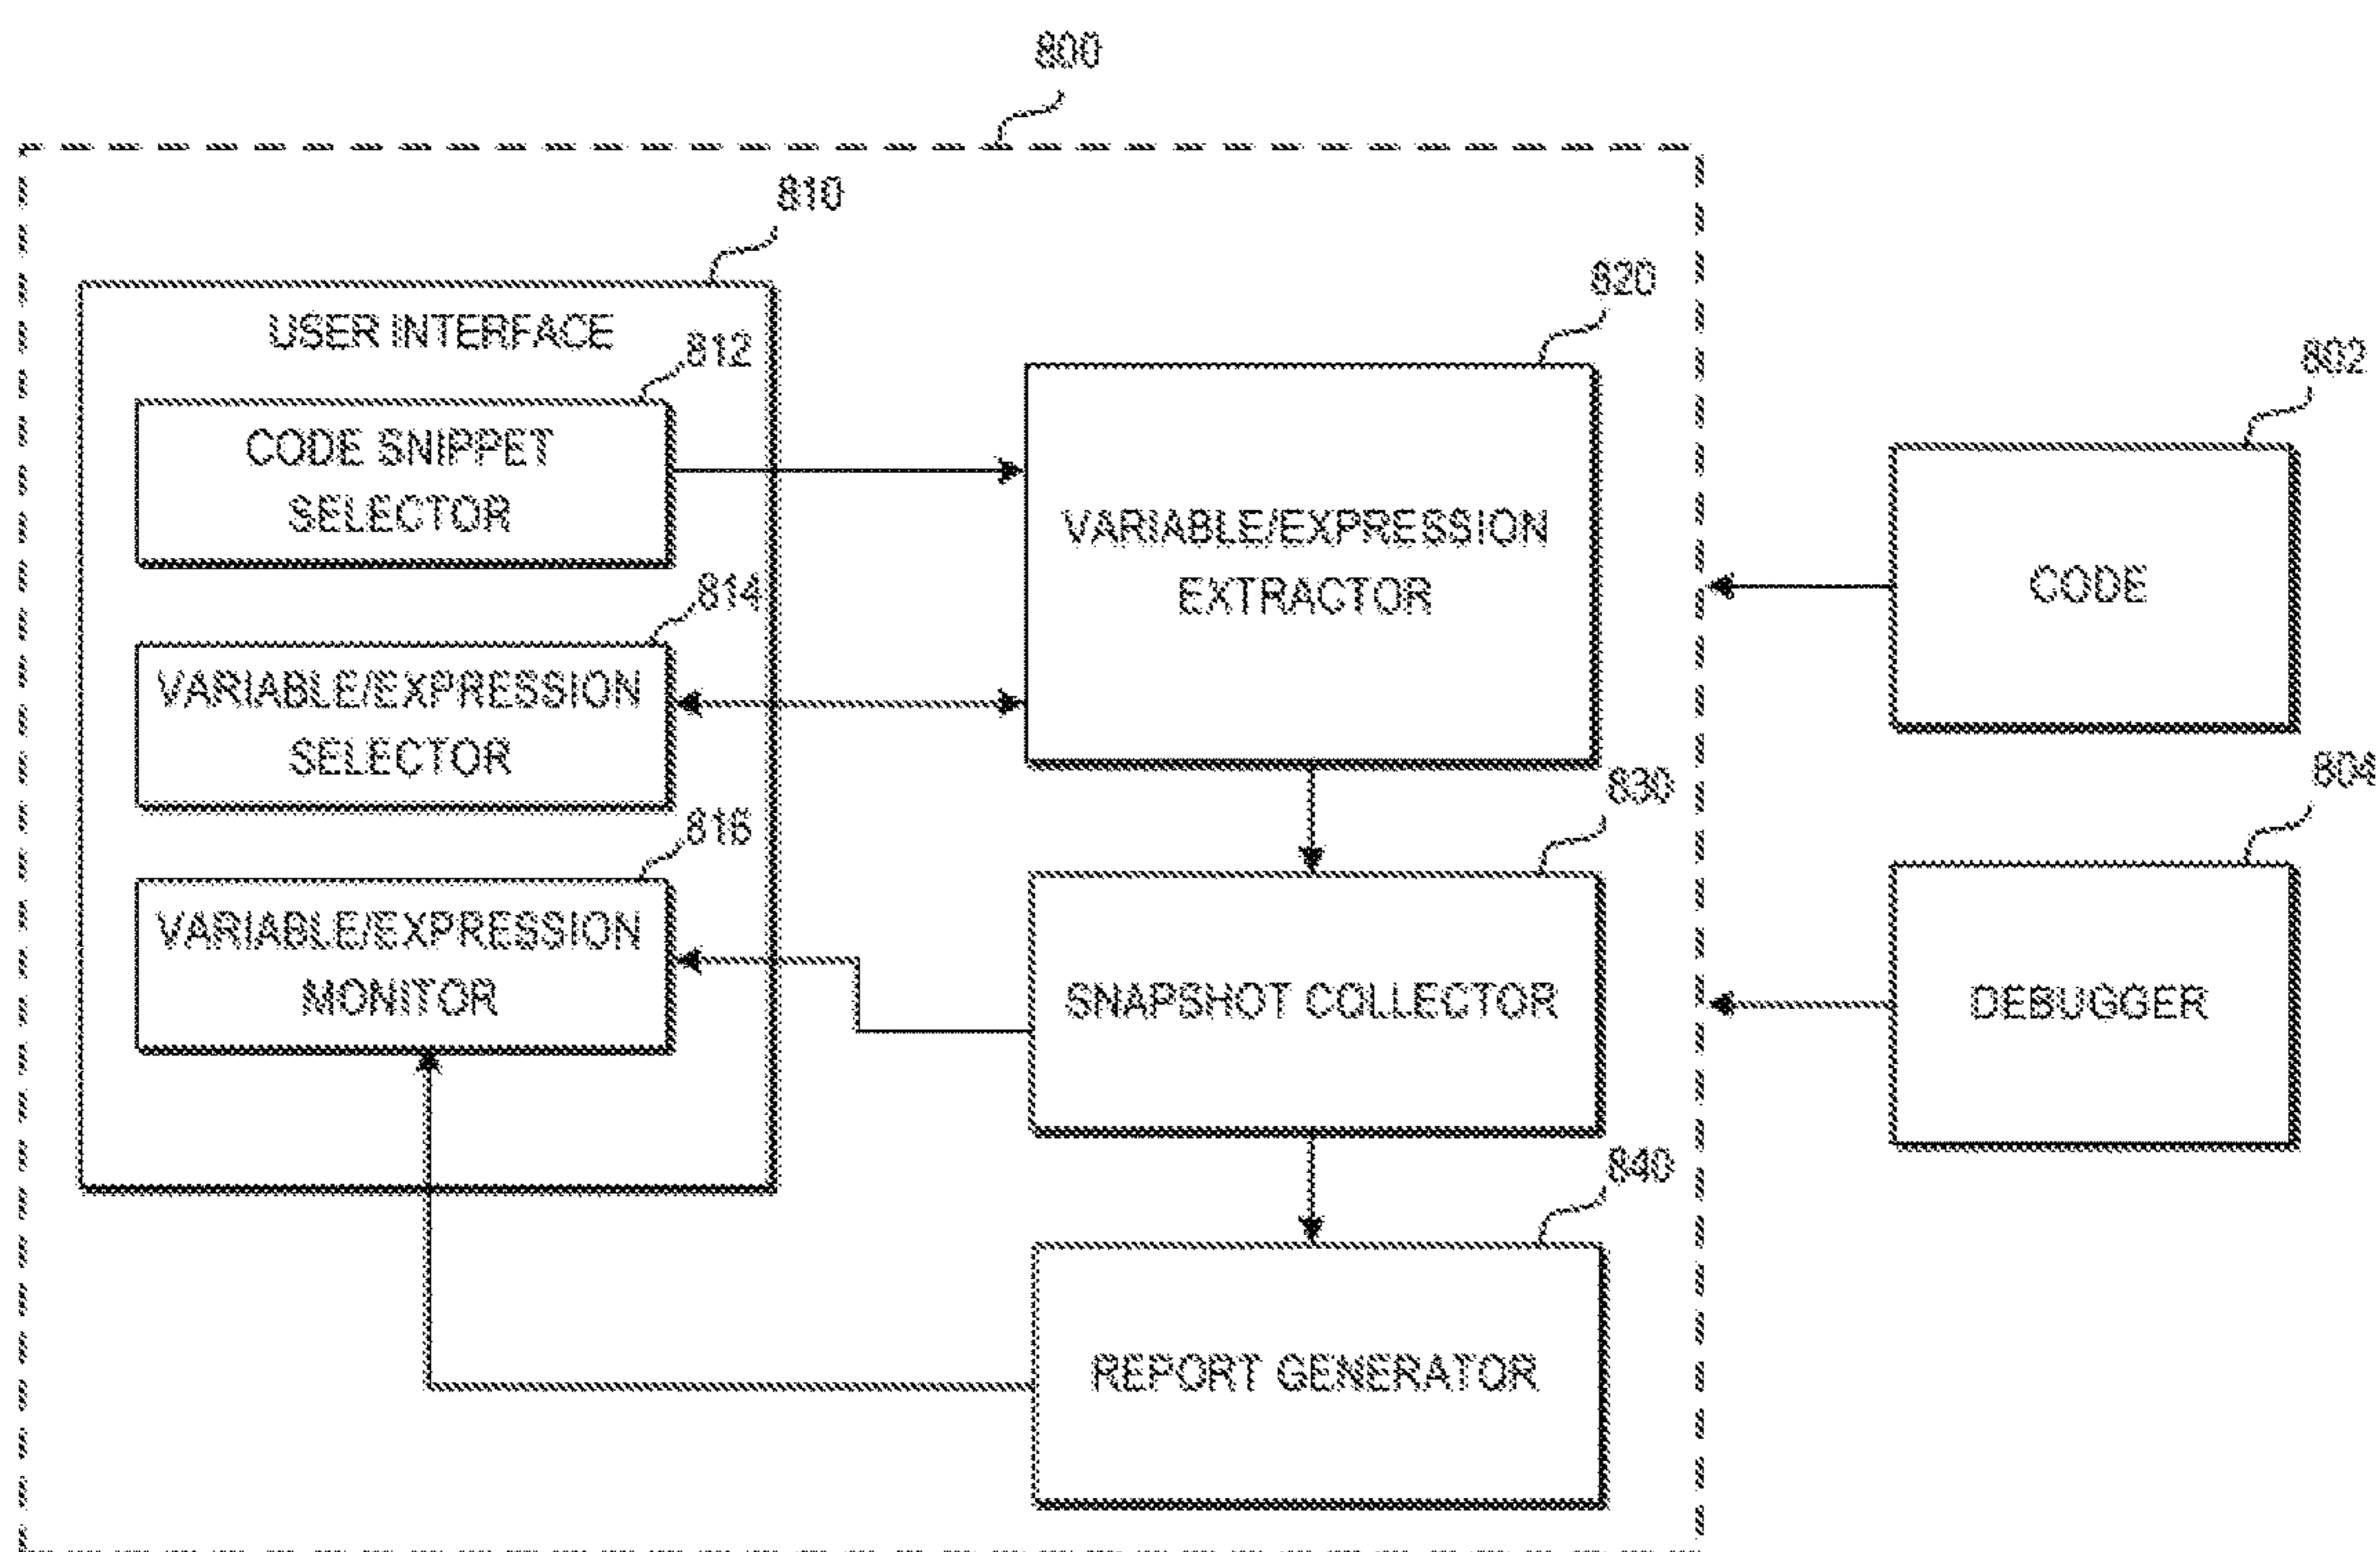 800
810
USER INTERFACE
812
CODE SNIPPET
SELECTOR
814
VARIABLE/EXPRESSION
SELECTOR
816
VARIABLE/EXPRESSION
MONITOR
820
VARIABLE/EXPRESSION
EXTRACTOR
830
SNAPSHOT COLLECTOR
840
REPORT GENERATOR
802
CODE
804
DEBUGGER